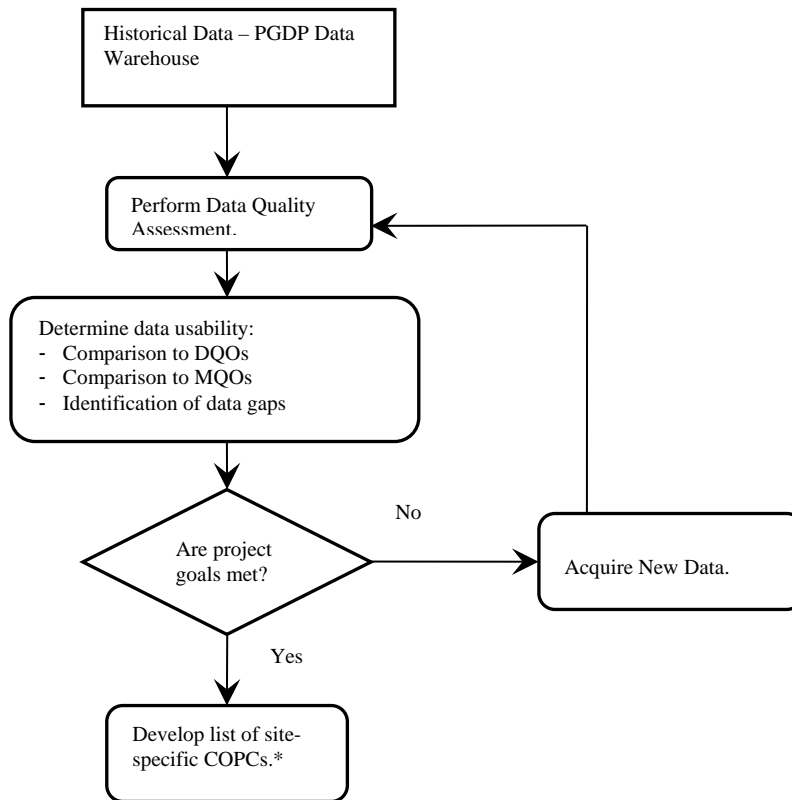 Historical Data – PGDP Data
Warehouse
Perform Data Quality
Assessment.
Determine data usability:
- Comparison to DQOs
- Comparison to MQOs
- Identification of data gaps
Are project
goals met?
No
Acquire New Data.
Yes
Develop list of site-
specific COPCs.*